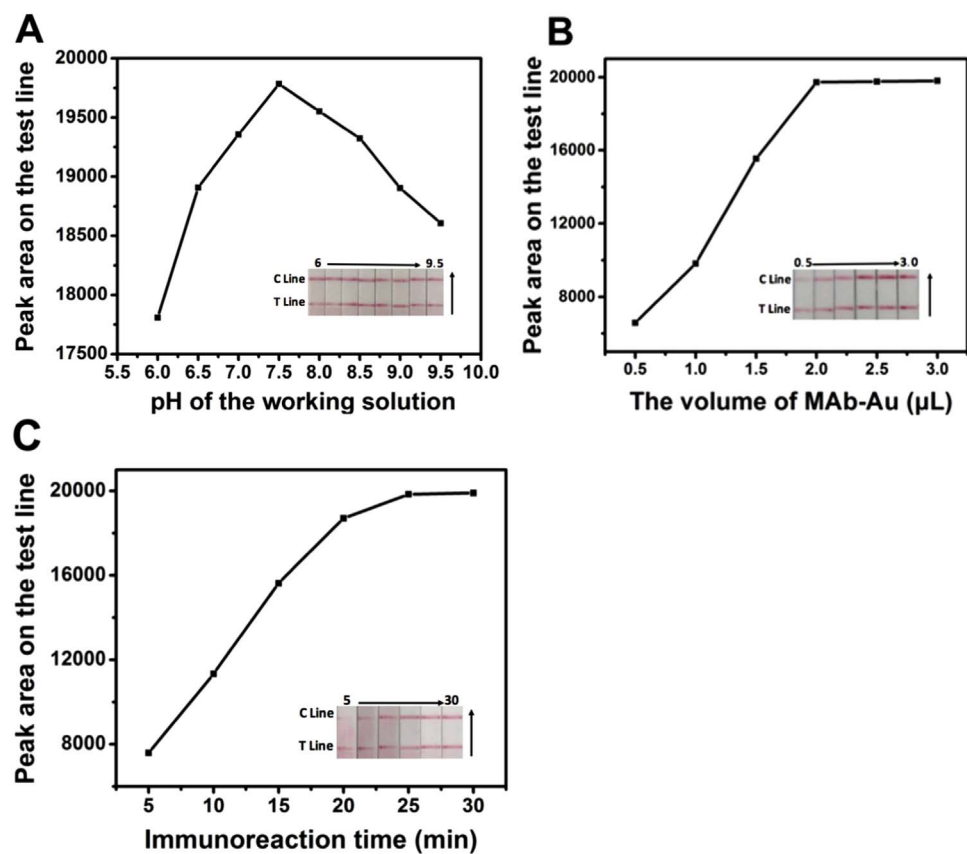 A
Peak area on the test line
20000
19500
19000
18500
18000
17500
5.5 6.0 6.5 7.0 7.5 8.0 8.5 9.0 9.5 10.0
pH of the working solution
6 9.5
C Line
T Line
B
Peak area on the test line
20000
16000
12000
8000
0.5 1.0 1.5 2.0 2.5 3.0
The volume of MAb-Au (μL)
0.5 3.0
C Line
T Line
C
Peak area on the test line
20000
16000
12000
8000
5 10 15 20 25 30
Immunoreaction time (min)
5 30
C Line
T Line